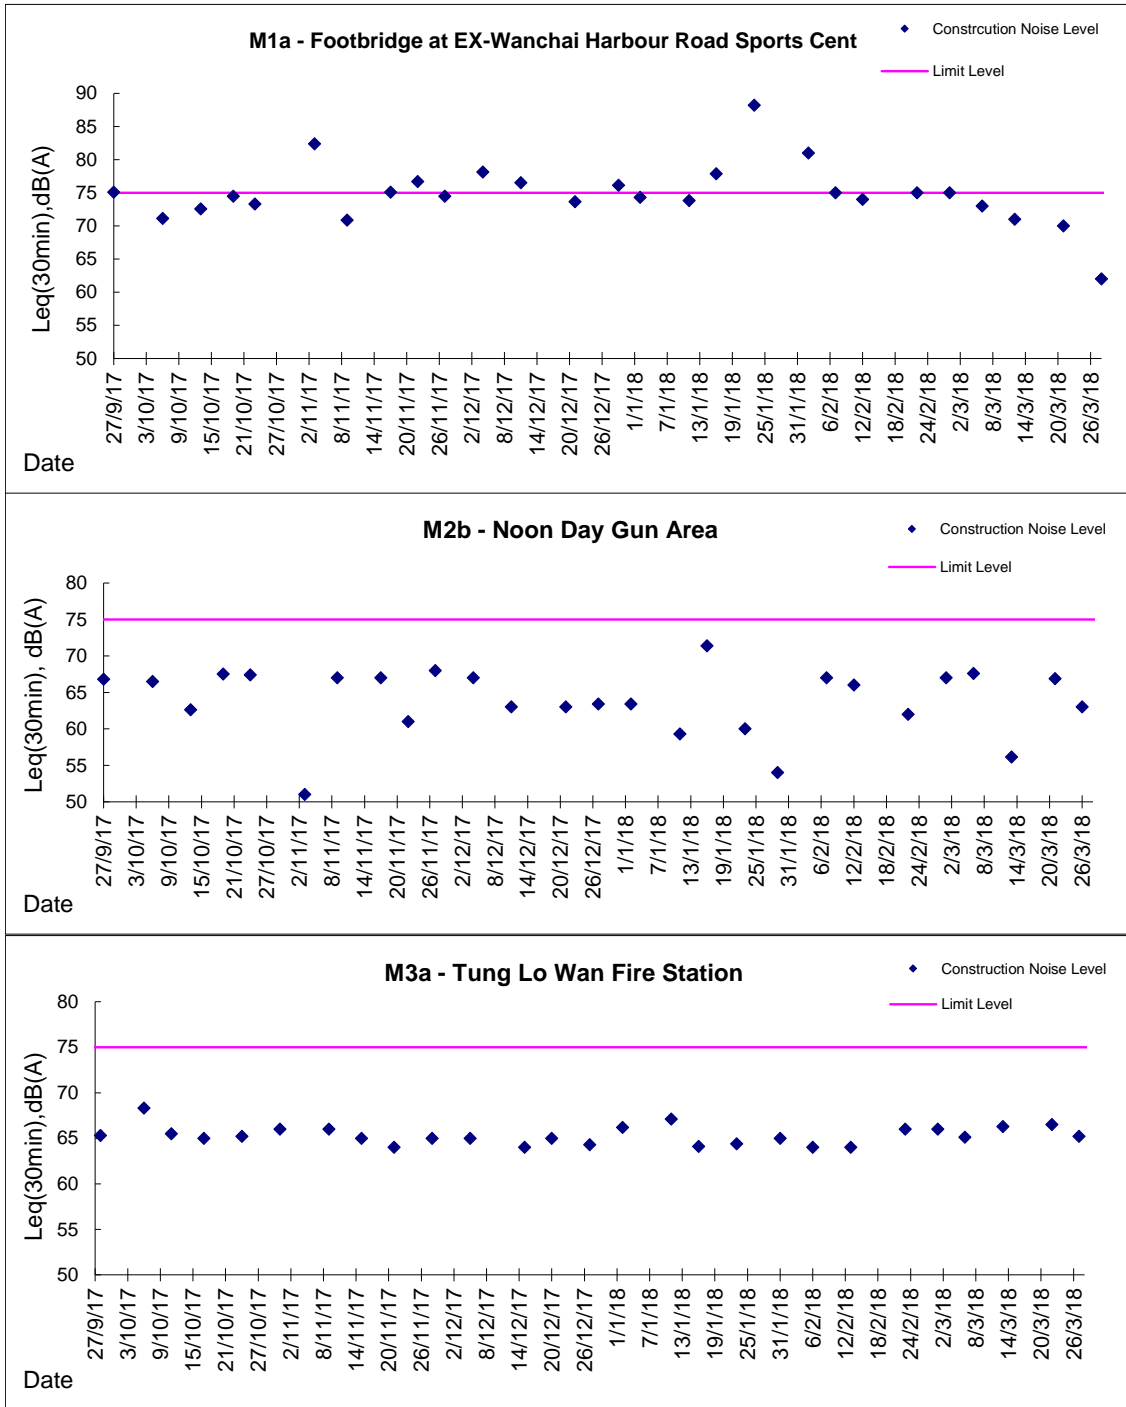 M1a - Footbridge at EX-Wanchai Harbour Road Sports Cent
Constrcution Noise Level
Limit Level
Leq(30min),dB(A)
90
85
80
75
70
65
60
55
50
27/9/17 3/10/17 9/10/17 15/10/17 21/10/17 27/10/17 2/11/17 8/11/17 14/11/17 20/11/17 26/11/17 2/12/17 8/12/17 14/12/17 20/12/17 26/12/17 1/1/18 7/1/18 13/1/18 19/1/18 25/1/18 31/1/18 6/2/18 12/2/18 18/2/18 24/2/18 2/3/18 8/3/18 14/3/18 20/3/18 26/3/18
Date
M2b - Noon Day Gun Area
Construction Noise Level
Limit Level
Leq(30min), dB(A)
80
75
70
65
60
55
50
27/9/17 3/10/17 9/10/17 15/10/17 21/10/17 27/10/17 2/11/17 8/11/17 14/11/17 20/11/17 26/11/17 2/12/17 8/12/17 14/12/17 20/12/17 26/12/17 1/1/18 7/1/18 13/1/18 19/1/18 25/1/18 31/1/18 6/2/18 12/2/18 18/2/18 24/2/18 2/3/18 8/3/18 14/3/18 20/3/18 26/3/18
Date
M3a - Tung Lo Wan Fire Station
Construction Noise Level
Limit Level
Leq(30min),dB(A)
80
75
70
65
60
55
50
27/9/17 3/10/17 9/10/17 15/10/17 21/10/17 27/10/17 2/11/17 8/11/17 14/11/17 20/11/17 26/11/17 2/12/17 8/12/17 14/12/17 20/12/17 26/12/17 1/1/18 7/1/18 13/1/18 19/1/18 25/1/18 31/1/18 6/2/18 12/2/18 18/2/18 24/2/18 2/3/18 8/3/18 14/3/18 20/3/18 26/3/18
Date